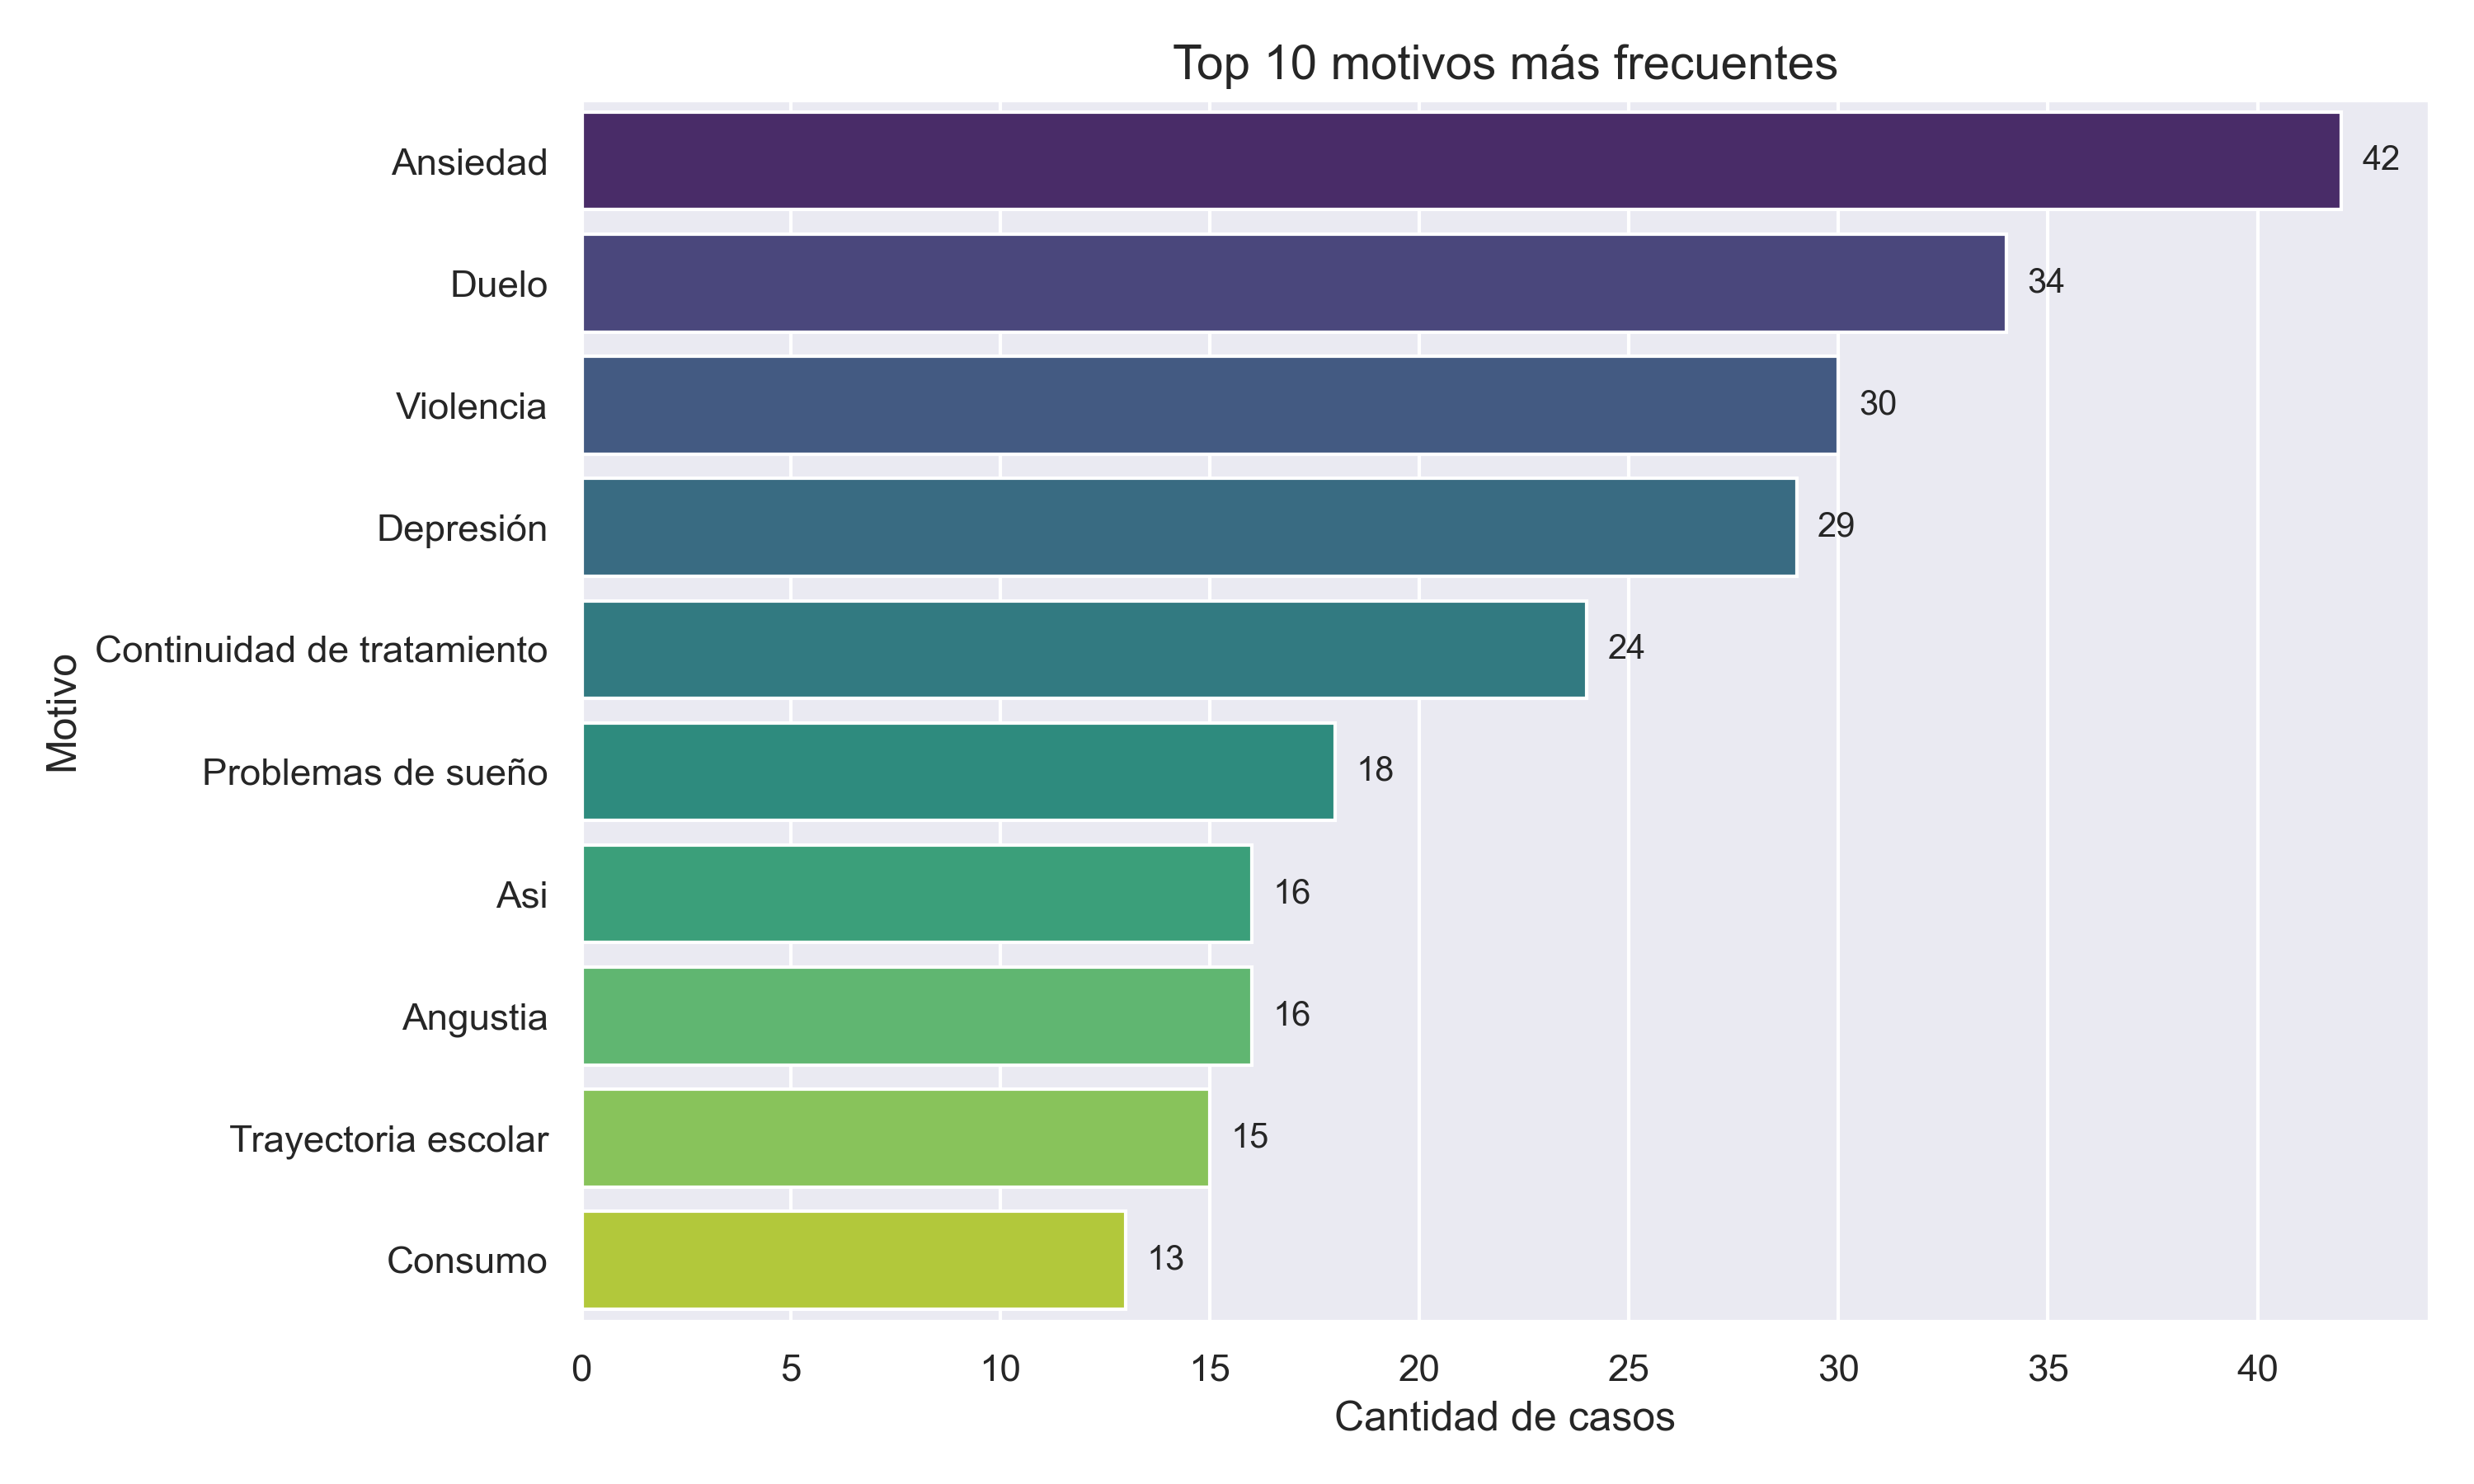 Top 10 motivos más frecuentes
Ansiedad 42
Duelo 34
Violencia 30
Depresión 29
Continuidad de tratamiento 24
Problemas de sueño 18
Asi 16
Angustia 16
Trayectoria escolar 15
Consumo 13
Motivo
0 5 10 15 20 25 30 35 40
Cantidad de casos